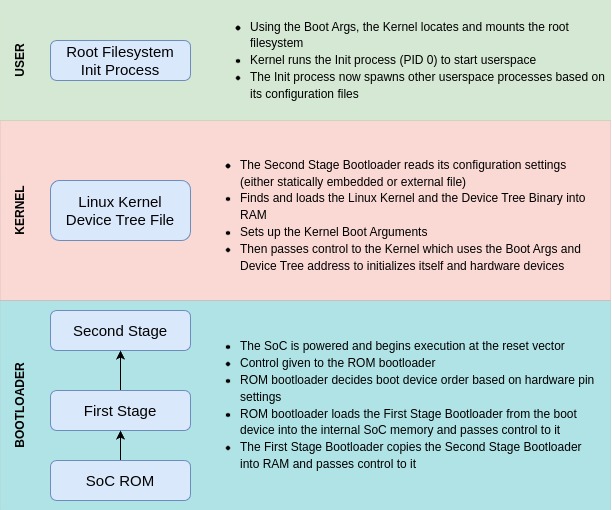 USER
Root Filesystem
Init Process
• Using the Boot Args, the Kernel locates and mounts the root
filesystem
• Kernel runs the Init process (PID 0) to start userspace
• The Init process now spawns other userspace processes based on
its configuration files
KERNEL
Linux Kernel
Device Tree File
• The Second Stage Bootloader reads its configuration settings
(either statically embedded or external file)
• Finds and loads the Linux Kernel and the Device Tree Binary into
RAM
• Sets up the Kernel Boot Arguments
• Then passes control to the Kernel which uses the Boot Args and
Device Tree address to initializes itself and hardware devices
BOOTLOADER
Second Stage
First Stage
SoC ROM
• The SoC is powered and begins execution at the reset vector
• Control given to the ROM bootloader
• ROM bootloader decides boot device order based on hardware pin
settings
• ROM bootloader loads the First Stage Bootloader from the boot
device into the internal SoC memory and passes control to it
• The First Stage Bootloader copies the Second Stage Bootloader
into RAM and passes control to it